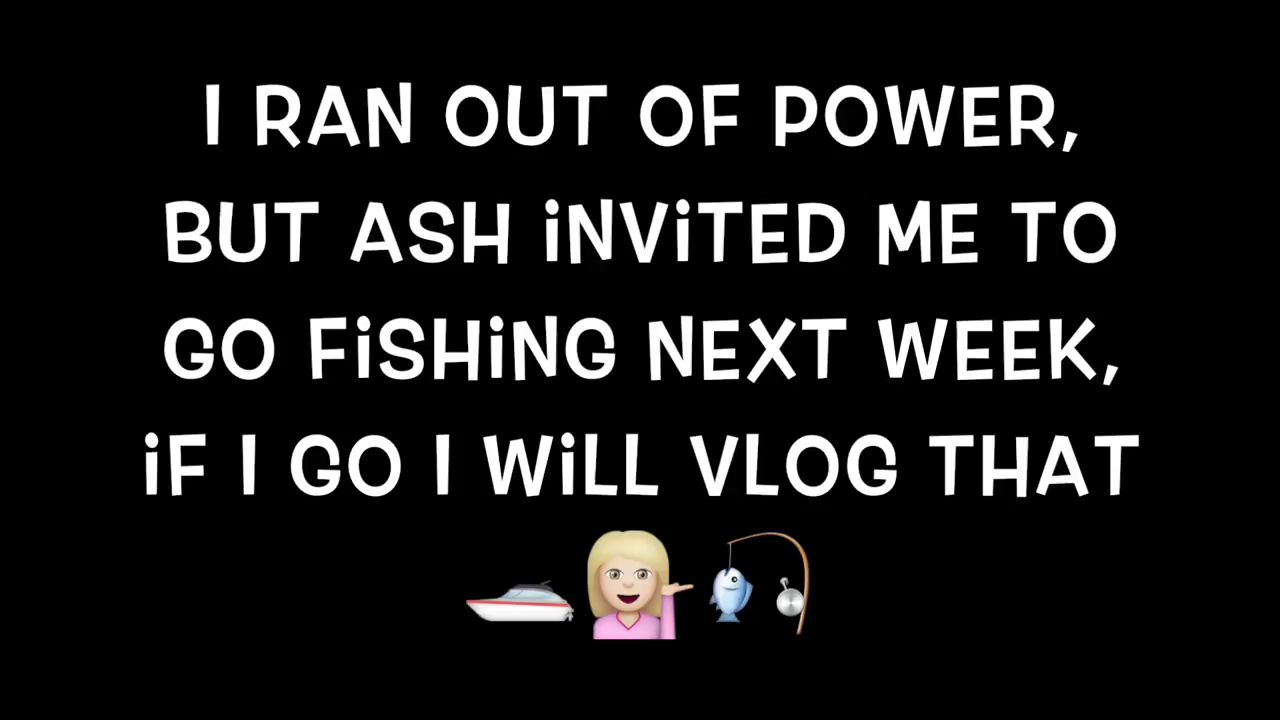 I RAN OUT OF POWER,
BUT ASH INVITED ME TO
GO FISHING NEXT WEEK,
IF I GO I WILL VLOG THAT